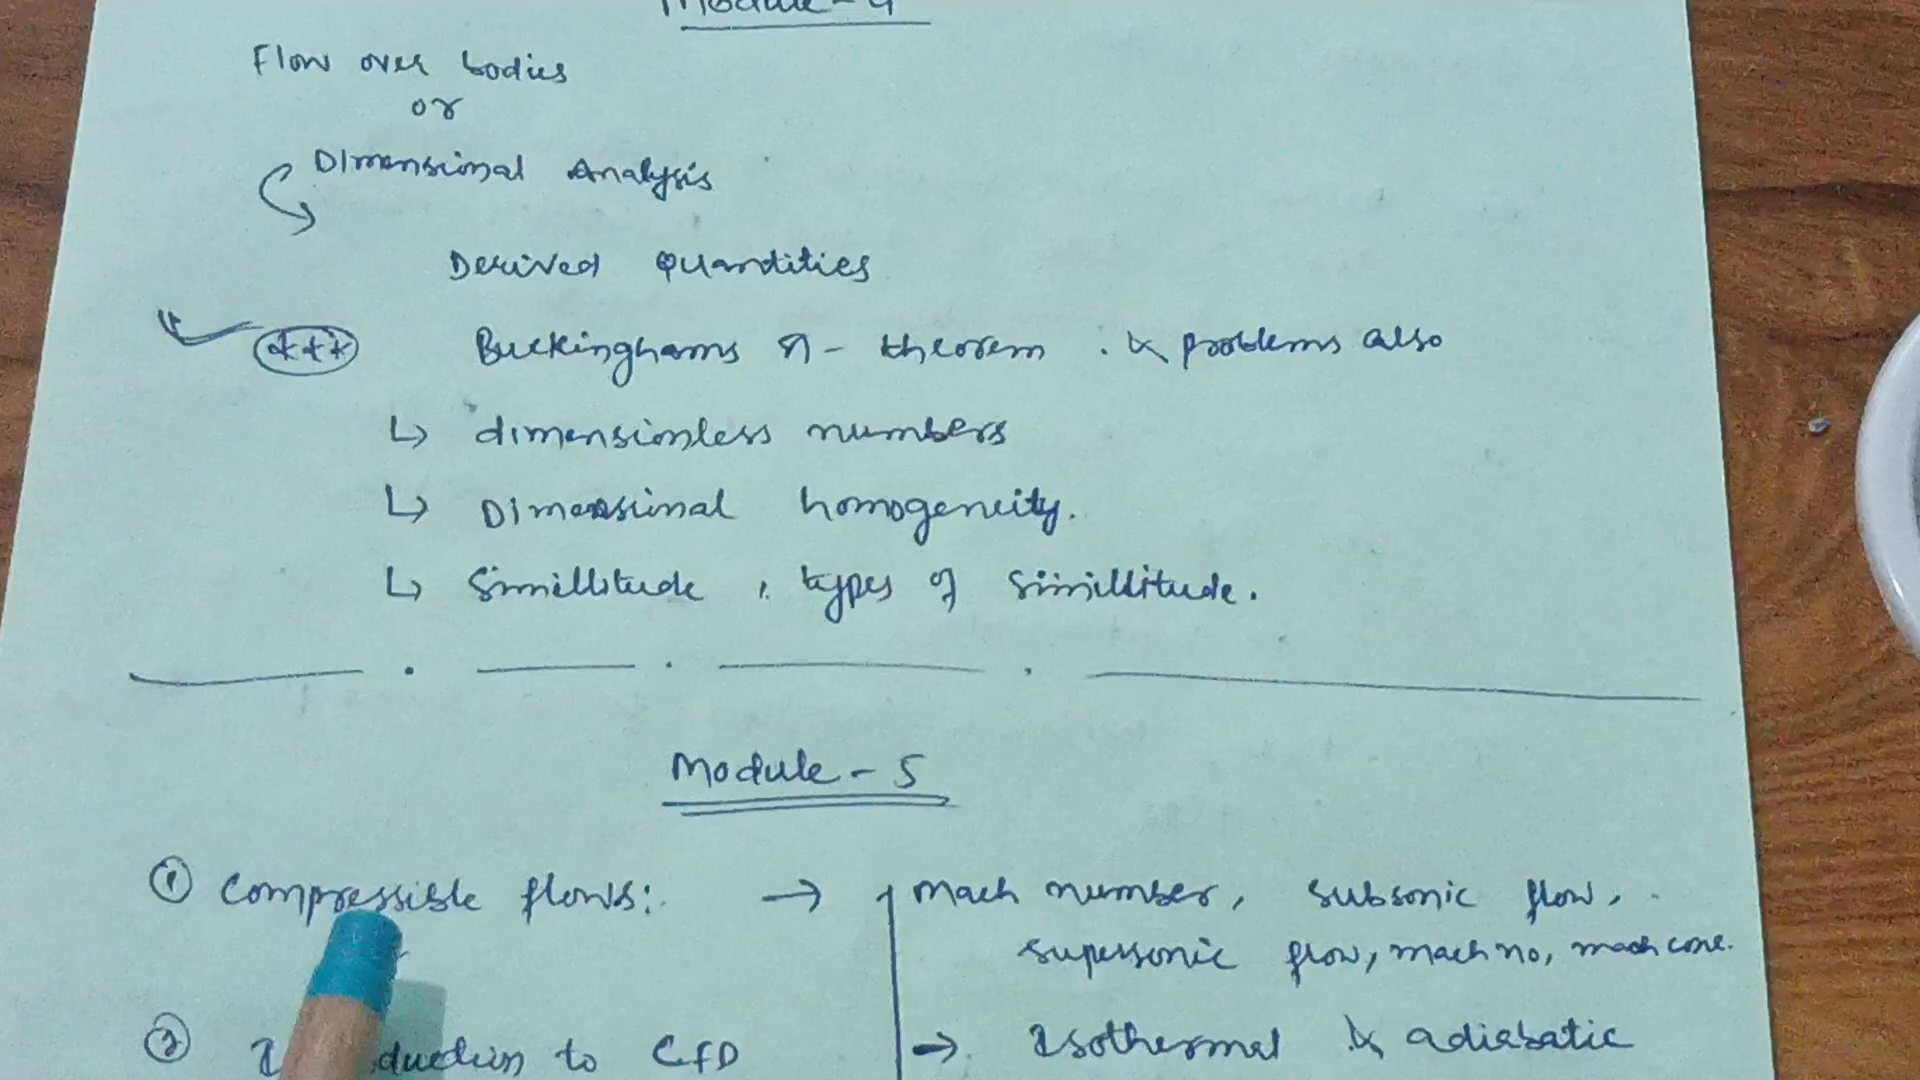 Module-4
Flow over bodies
or
Dimensional Analysis
Derived Quantities
*** Buckinghams π - theorem . & problems also
↳ dimensionless numbers
↳ Dimensional homogeneity.
↳ Simillitude , types of Simillitude.
Module - 5
① Compressible flows: → Mach number, subsonic flow,
supersonic flow, mach no, mach cone.
② duction to CFD → Isothermal & adiabatic